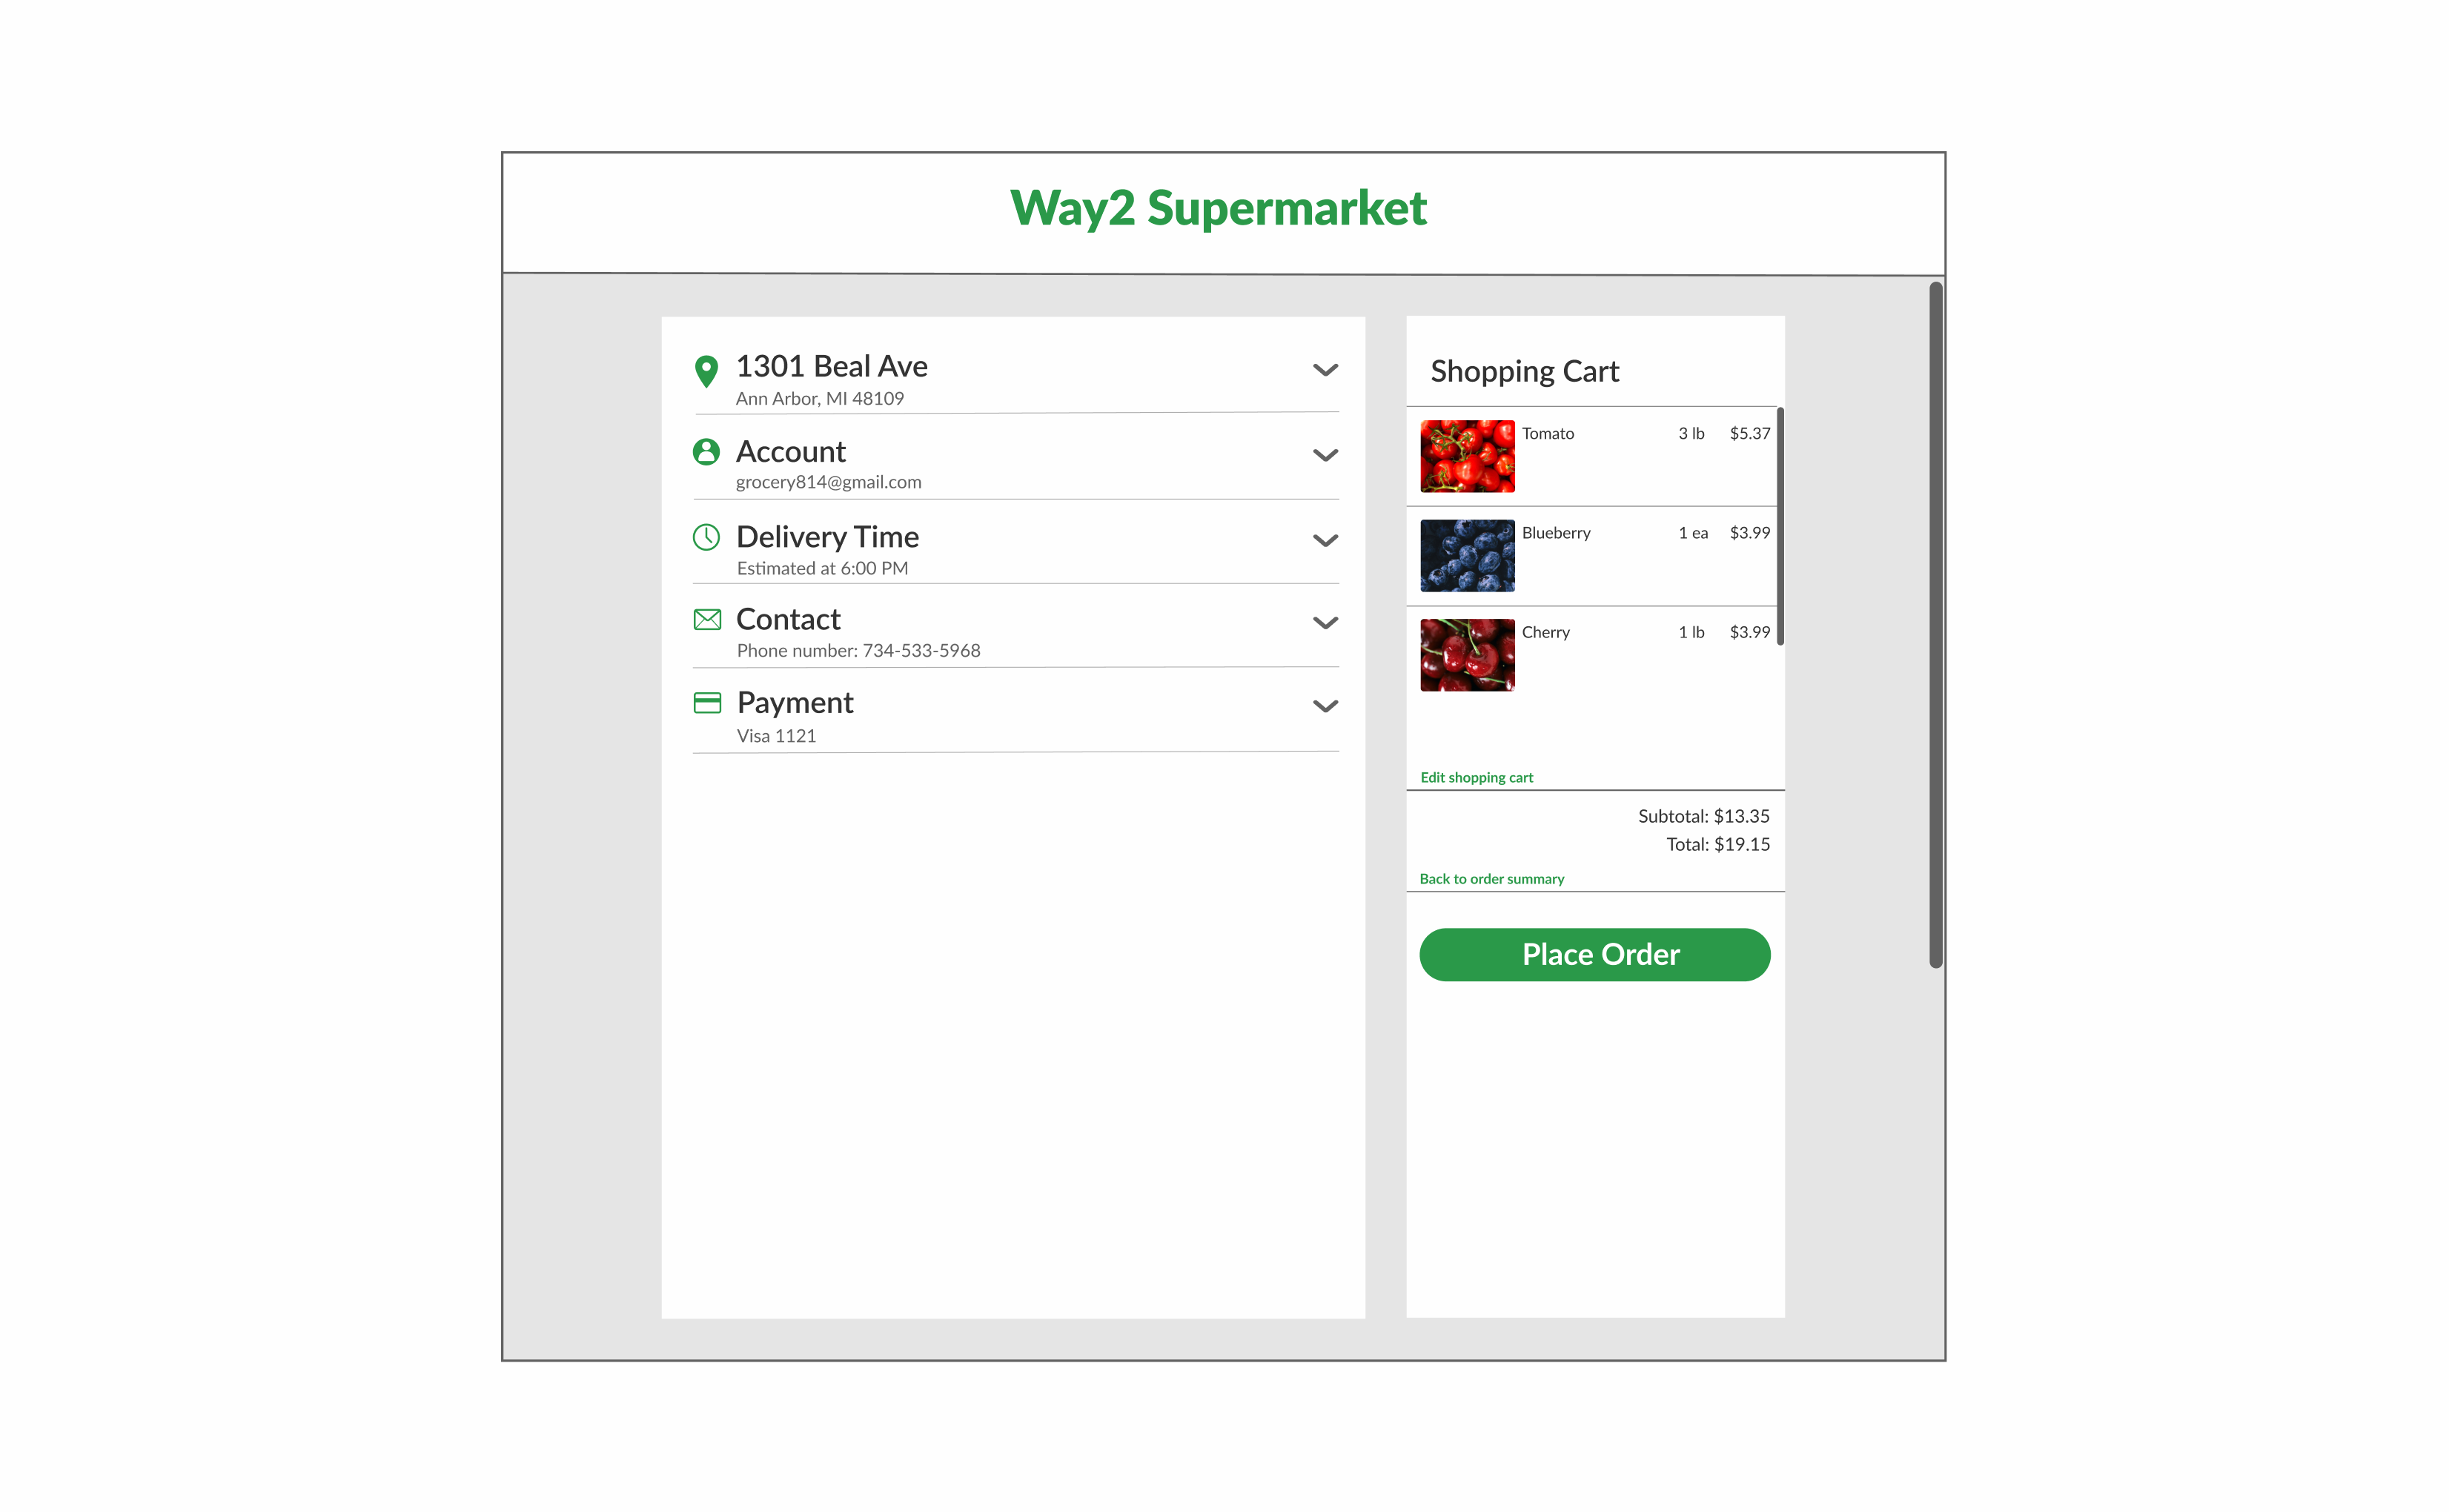 Way2 Supermarket
1301 Beal Ave
Ann Arbor, MI 48109
Account
grocery814@gmail.com
Delivery Time
Estimated at 6:00 PM
Contact
Phone number: 734-533-5968
Payment
Visa 1121
Shopping Cart
Tomato 3 lb $5.37
Blueberry 1 ea $3.99
Cherry 1 lb $3.99
Edit shopping cart
Subtotal: $13.35
Total: $19.15
Back to order summary
Place Order